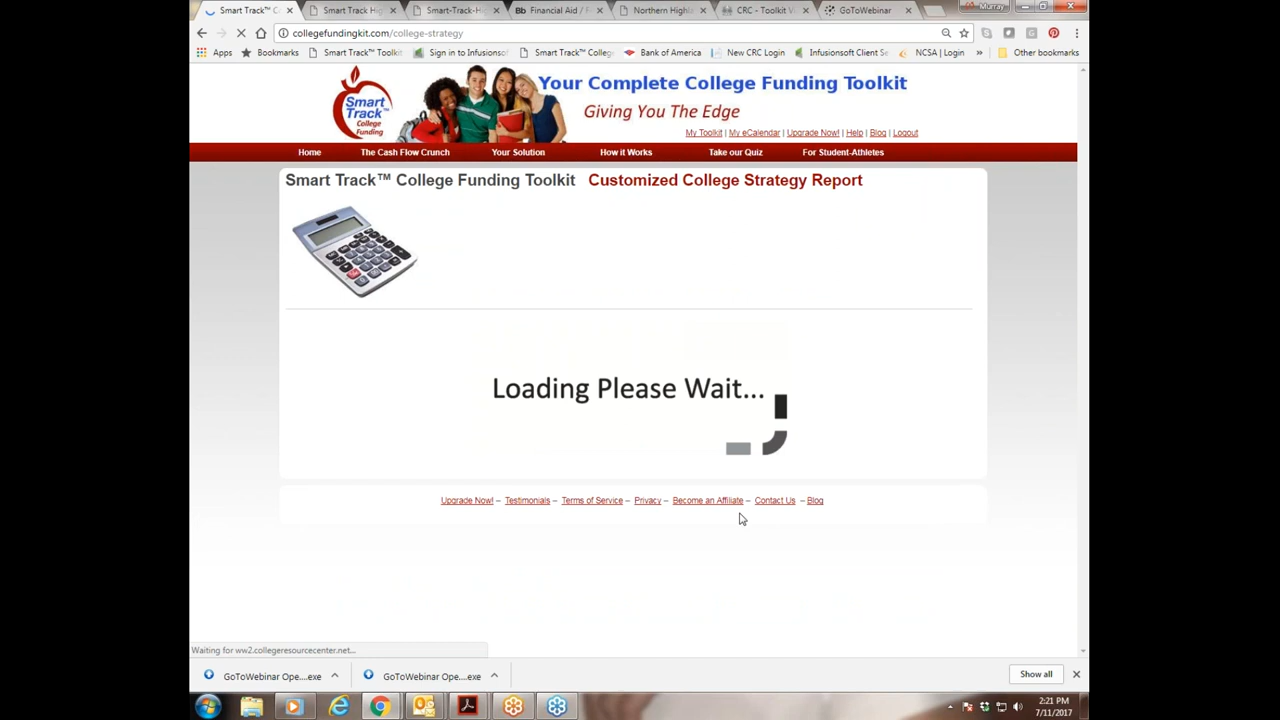 Smart Track™ C
Smart Track Hig
Smart-Track-H
Bb Financial Aid / F
Northern Highl
CRC - Toolkit V
GoToWebinar
Murray
collegefundingkit.com/college-strategy
Apps
Bookmarks
Smart Track™ Toolkit
Sign in to Infusionsof
Smart Track™ Colleg
Bank of America
New CRC Login
Infusionsoft Client Se
NCSA | Login
»
Other bookmarks
Smart Track™ College Funding
Your Complete College Funding Toolkit
Giving You The Edge
My Toolkit | My eCalendar | Upgrade Now! | Help | Blog | Logout
Home
The Cash Flow Crunch
Your Solution
How it Works
Take our Quiz
For Student-Athletes
Smart Track™ College Funding Toolkit Customized College Strategy Report
Loading Please Wait...
Upgrade Now! – Testimonials – Terms of Service – Privacy – Become an Affiliate – Contact Us – Blog
Waiting for ww2.collegeresourcecenter.net...
GoToWebinar Ope....exe
GoToWebinar Ope....exe
Show all
2:21 PM
7/11/2017